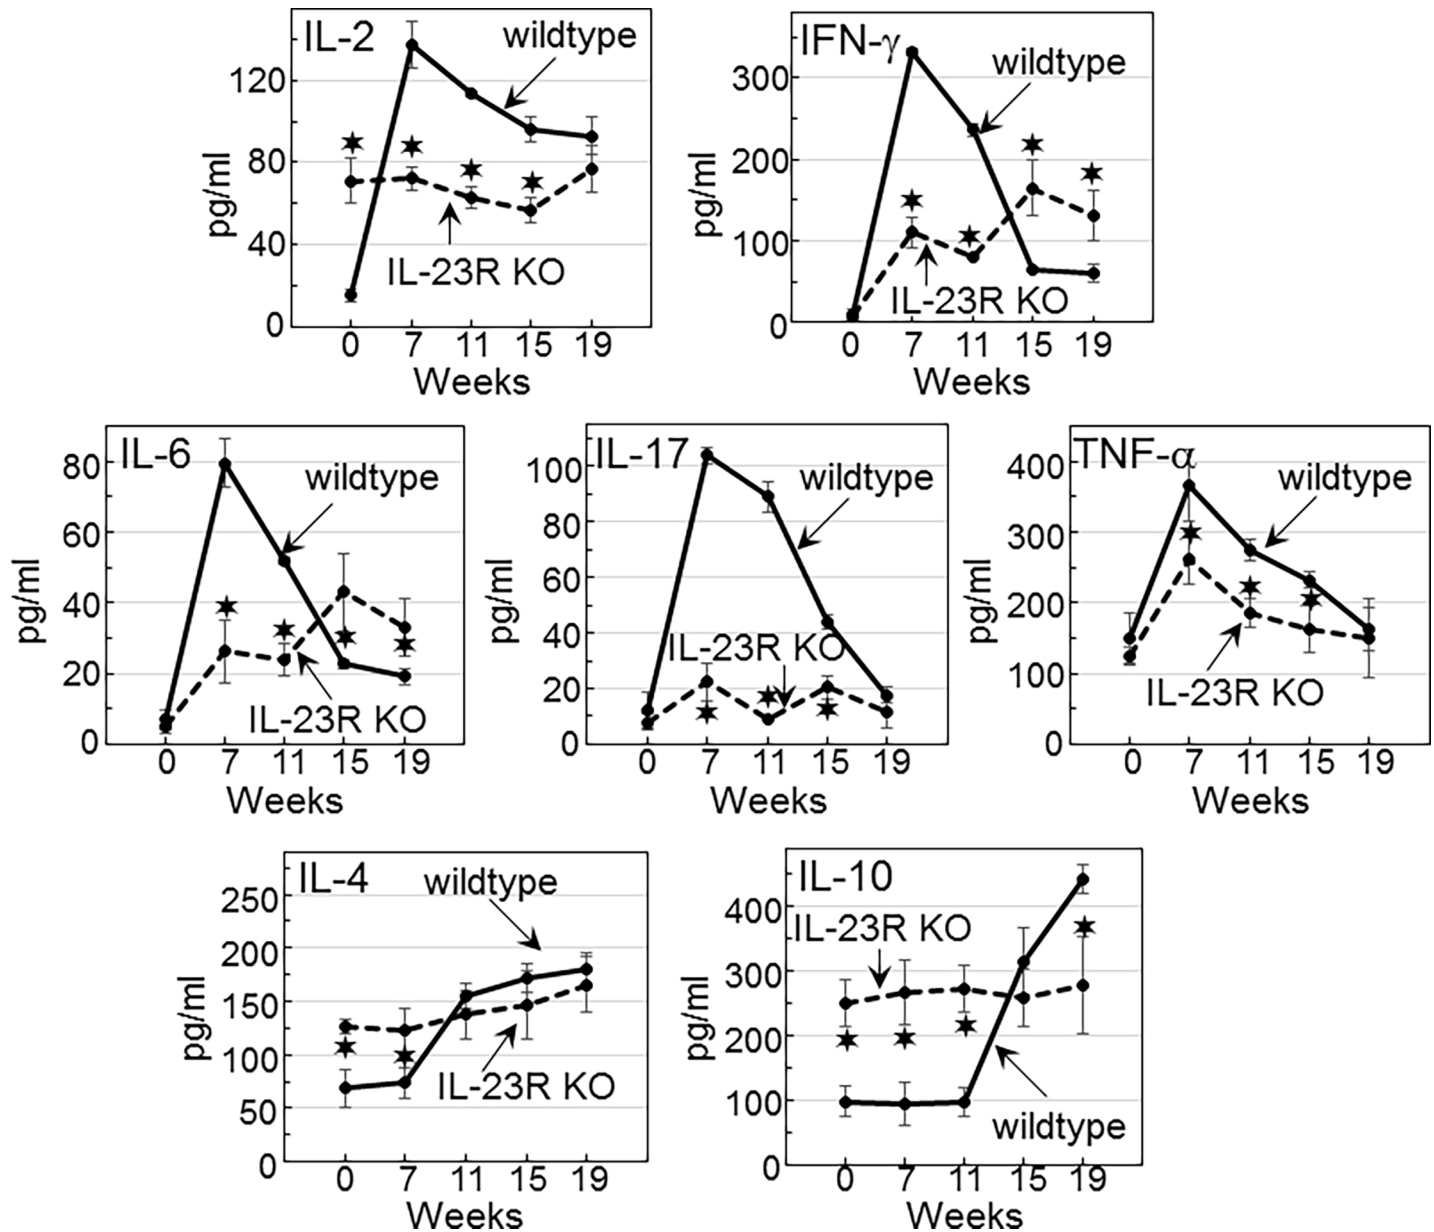 IL-2
wildtype
120
80
40
0
pg/ml
IL-23R KO
0 7 11 15 19
Weeks
IFN-γ
wildtype
300
200
100
0
pg/ml
IL-23R KO
0 7 11 15 19
Weeks
IL-6
wildtype
80
60
40
20
0
pg/ml
IL-23R KO
0 7 11 15 19
Weeks
IL-17
wildtype
100
80
60
40
20
0
pg/ml
IL-23R KO
0 7 11 15 19
Weeks
TNF-α
wildtype
400
300
200
100
0
pg/ml
IL-23R KO
0 7 11 15 19
Weeks
IL-4
wildtype
250
200
150
100
50
0
pg/ml
IL-23R KO
0 7 11 15 19
Weeks
IL-10
IL-23R KO
400
300
200
100
0
pg/ml
wildtype
0 7 11 15 19
Weeks